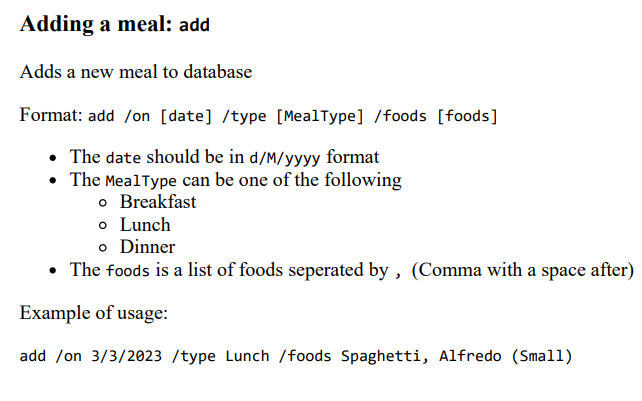 Adding a meal: add
Adds a new meal to database
Format: add /on [date] /type [MealType] /foods [foods]
• The date should be in d/M/yyyy format
• The MealType can be one of the following
○ Breakfast
○ Lunch
○ Dinner
• The foods is a list of foods seperated by , (Comma with a space after)
Example of usage:
add /on 3/3/2023 /type Lunch /foods Spaghetti, Alfredo (Small)